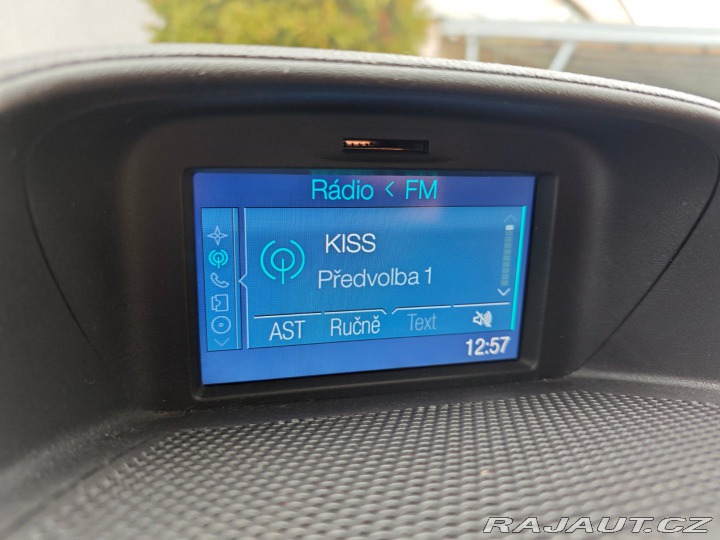 Rádio < FM
KISS
Předvolba 1
AST Ručně Text
12:57
RAJAUT.CZ